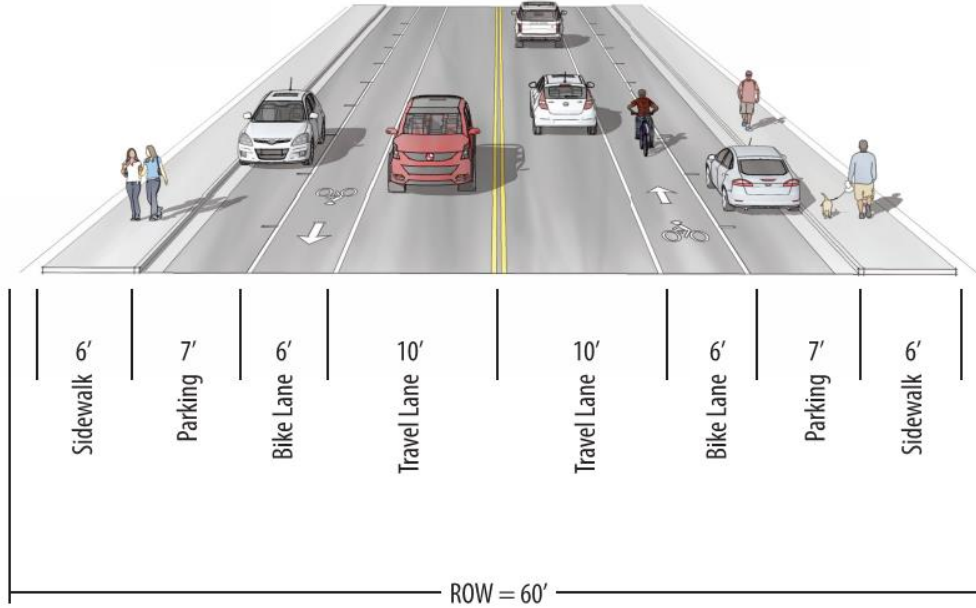 6’ 7’ 6’ 10’ 10’ 6’ 7’ 6’
Sidewalk Parking Bike Lane Travel Lane Travel Lane Bike Lane Parking Sidewalk
ROW = 60’